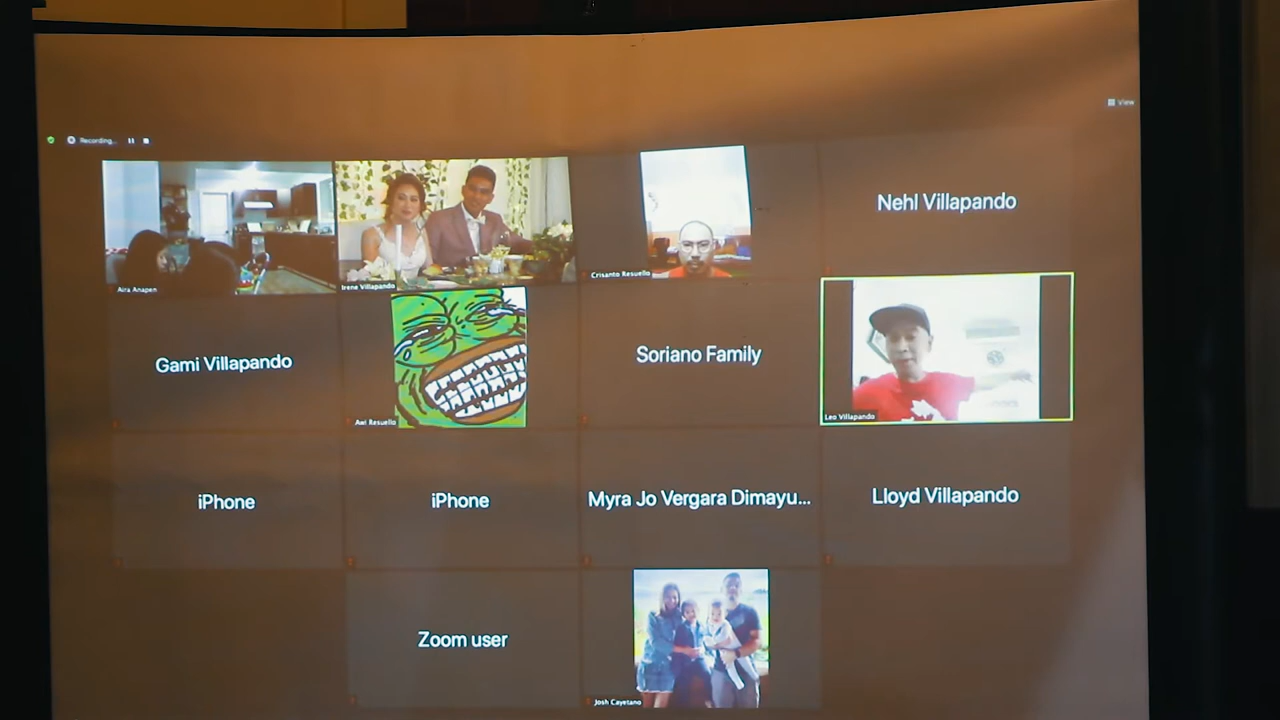 View
Recording...
Aira Anapen
Irene Villapando
Crisanto Resuello
Nehl Villapando
Gami Villapando
Awi Resuello
Soriano Family
Leo Villapando
iPhone
iPhone
Myra Jo Vergara Dimayu...
Lloyd Villapando
Zoom user
Josh Cayetano